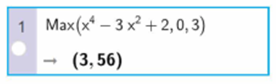 1 Max(x⁴ − 3 x² + 2, 0, 3)
→ (3, 56)